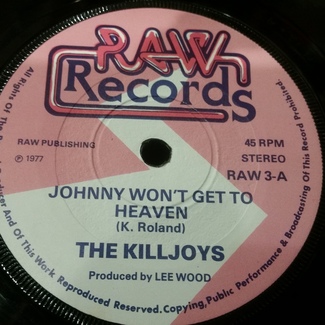 RAW
Records
RAW PUBLISHING
℗ 1977
45 RPM
STEREO
RAW 3-A
JOHNNY WON'T GET TO
HEAVEN
(K. Roland)
THE KILLJOYS
Produced by LEE WOOD
All Rights Of The
And Of This Work Reproduced Reserved. Copying, Public Performance & Broadcasting Of This Record Prohibited.